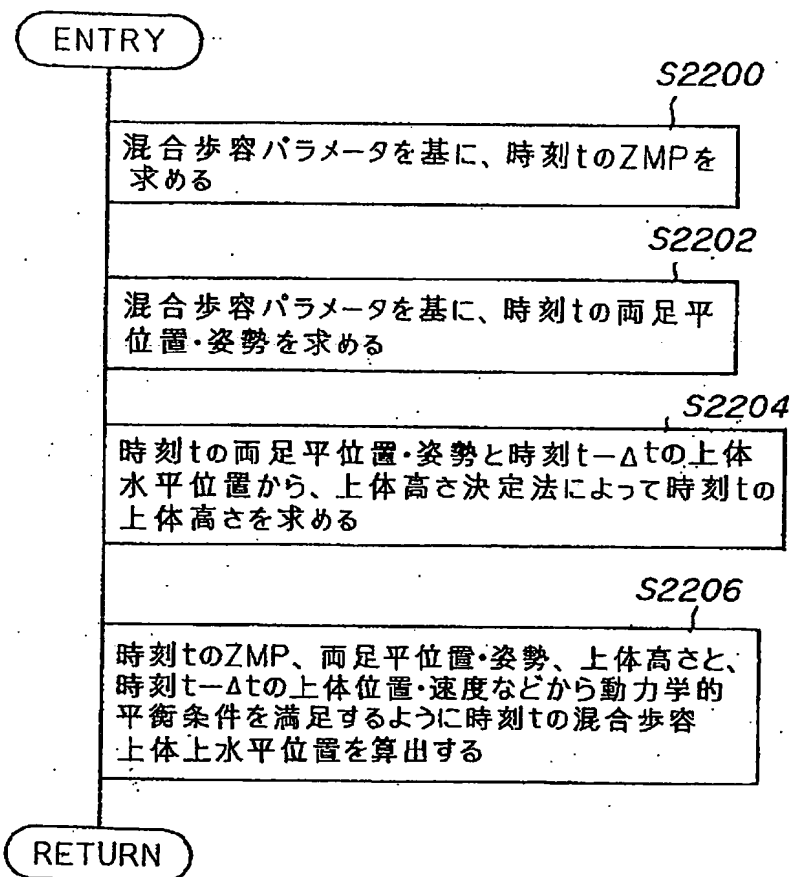 ENTRY
S2200
混合歩容パラメータを基に、時刻tのZMPを
求める
S2202
混合歩容パラメータを基に、時刻tの両足平
位置・姿勢を求める
S2204
時刻tの両足平位置・姿勢と時刻t−Δtの上体
水平位置から、上体高さ決定法によって時刻tの
上体高さを求める
S2206
時刻tのZMP、両足平位置・姿勢、上体高さと、
時刻t−Δtの上体位置・速度などから動力学的
平衡条件を満足するように時刻tの混合歩容
上体上水平位置を算出する
RETURN